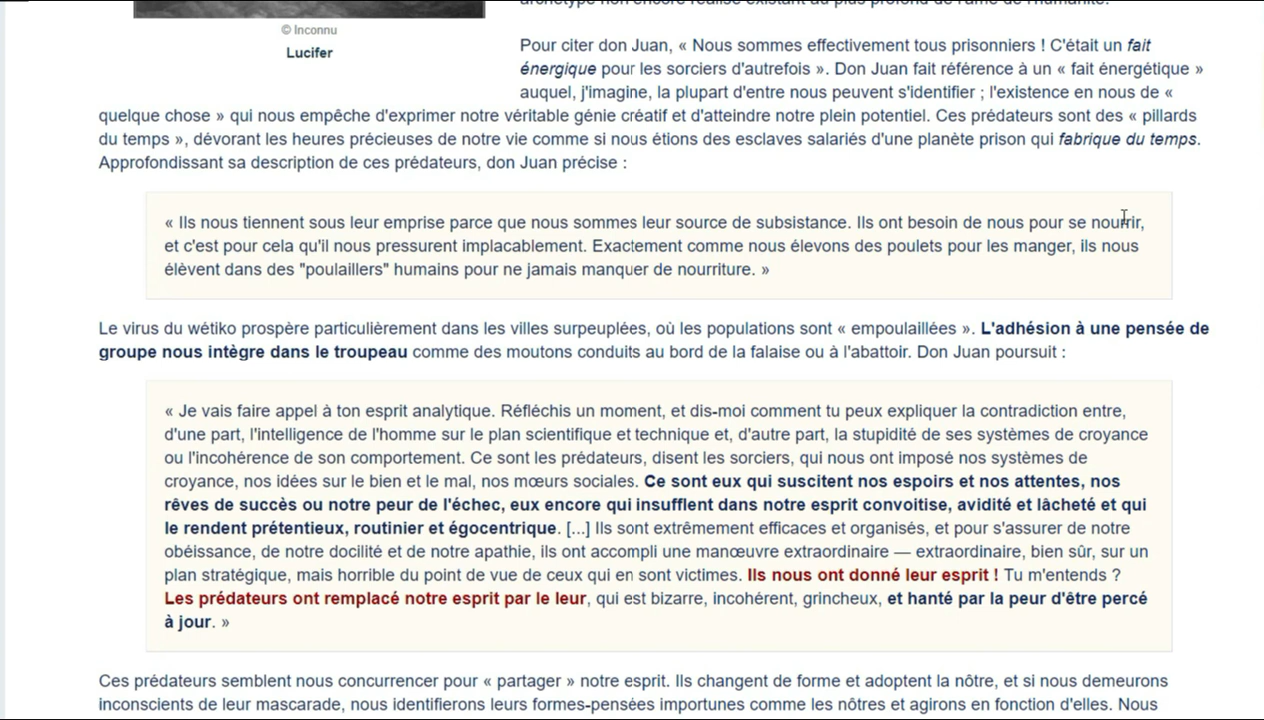 archétype non encore réalisé existant au plus profond de l'âme de l'humanité.
© Inconnu
Lucifer
Pour citer don Juan, « Nous sommes effectivement tous prisonniers ! C'était un fait
énergique pour les sorciers d'autrefois ». Don Juan fait référence à un « fait énergétique »
auquel, j'imagine, la plupart d'entre nous peuvent s'identifier ; l'existence en nous de «
quelque chose » qui nous empêche d'exprimer notre véritable génie créatif et d'atteindre notre plein potentiel. Ces prédateurs sont des « pillards
du temps », dévorant les heures précieuses de notre vie comme si nous étions des esclaves salariés d'une planète prison qui fabrique du temps.
Approfondissant sa description de ces prédateurs, don Juan précise :
« Ils nous tiennent sous leur emprise parce que nous sommes leur source de subsistance. Ils ont besoin de nous pour se nourrir,
et c'est pour cela qu'il nous pressurent implacablement. Exactement comme nous élevons des poulets pour les manger, ils nous
élèvent dans des "poulaillers" humains pour ne jamais manquer de nourriture. »
Le virus du wétiko prospère particulièrement dans les villes surpeuplées, où les populations sont « empoulaillées ». L'adhésion à une pensée de
groupe nous intègre dans le troupeau comme des moutons conduits au bord de la falaise ou à l'abattoir. Don Juan poursuit :
« Je vais faire appel à ton esprit analytique. Réfléchis un moment, et dis-moi comment tu peux expliquer la contradiction entre,
d'une part, l'intelligence de l'homme sur le plan scientifique et technique et, d'autre part, la stupidité de ses systèmes de croyance
ou l'incohérence de son comportement. Ce sont les prédateurs, disent les sorciers, qui nous ont imposé nos systèmes de
croyance, nos idées sur le bien et le mal, nos mœurs sociales. Ce sont eux qui suscitent nos espoirs et nos attentes, nos
rêves de succès ou notre peur de l'échec, eux encore qui insufflent dans notre esprit convoitise, avidité et lâcheté et qui
le rendent prétentieux, routinier et égocentrique. [...] Ils sont extrêmement efficaces et organisés, et pour s'assurer de notre
obéissance, de notre docilité et de notre apathie, ils ont accompli une manœuvre extraordinaire — extraordinaire, bien sûr, sur un
plan stratégique, mais horrible du point de vue de ceux qui en sont victimes. Ils nous ont donné leur esprit ! Tu m'entends ?
Les prédateurs ont remplacé notre esprit par le leur, qui est bizarre, incohérent, grincheux, et hanté par la peur d'être percé
à jour. »
Ces prédateurs semblent nous concurrencer pour « partager » notre esprit. Ils changent de forme et adoptent la nôtre, et si nous demeurons
inconscients de leur mascarade, nous identifierons leurs formes-pensées importunes comme les nôtres et agirons en fonction d'elles. Nous